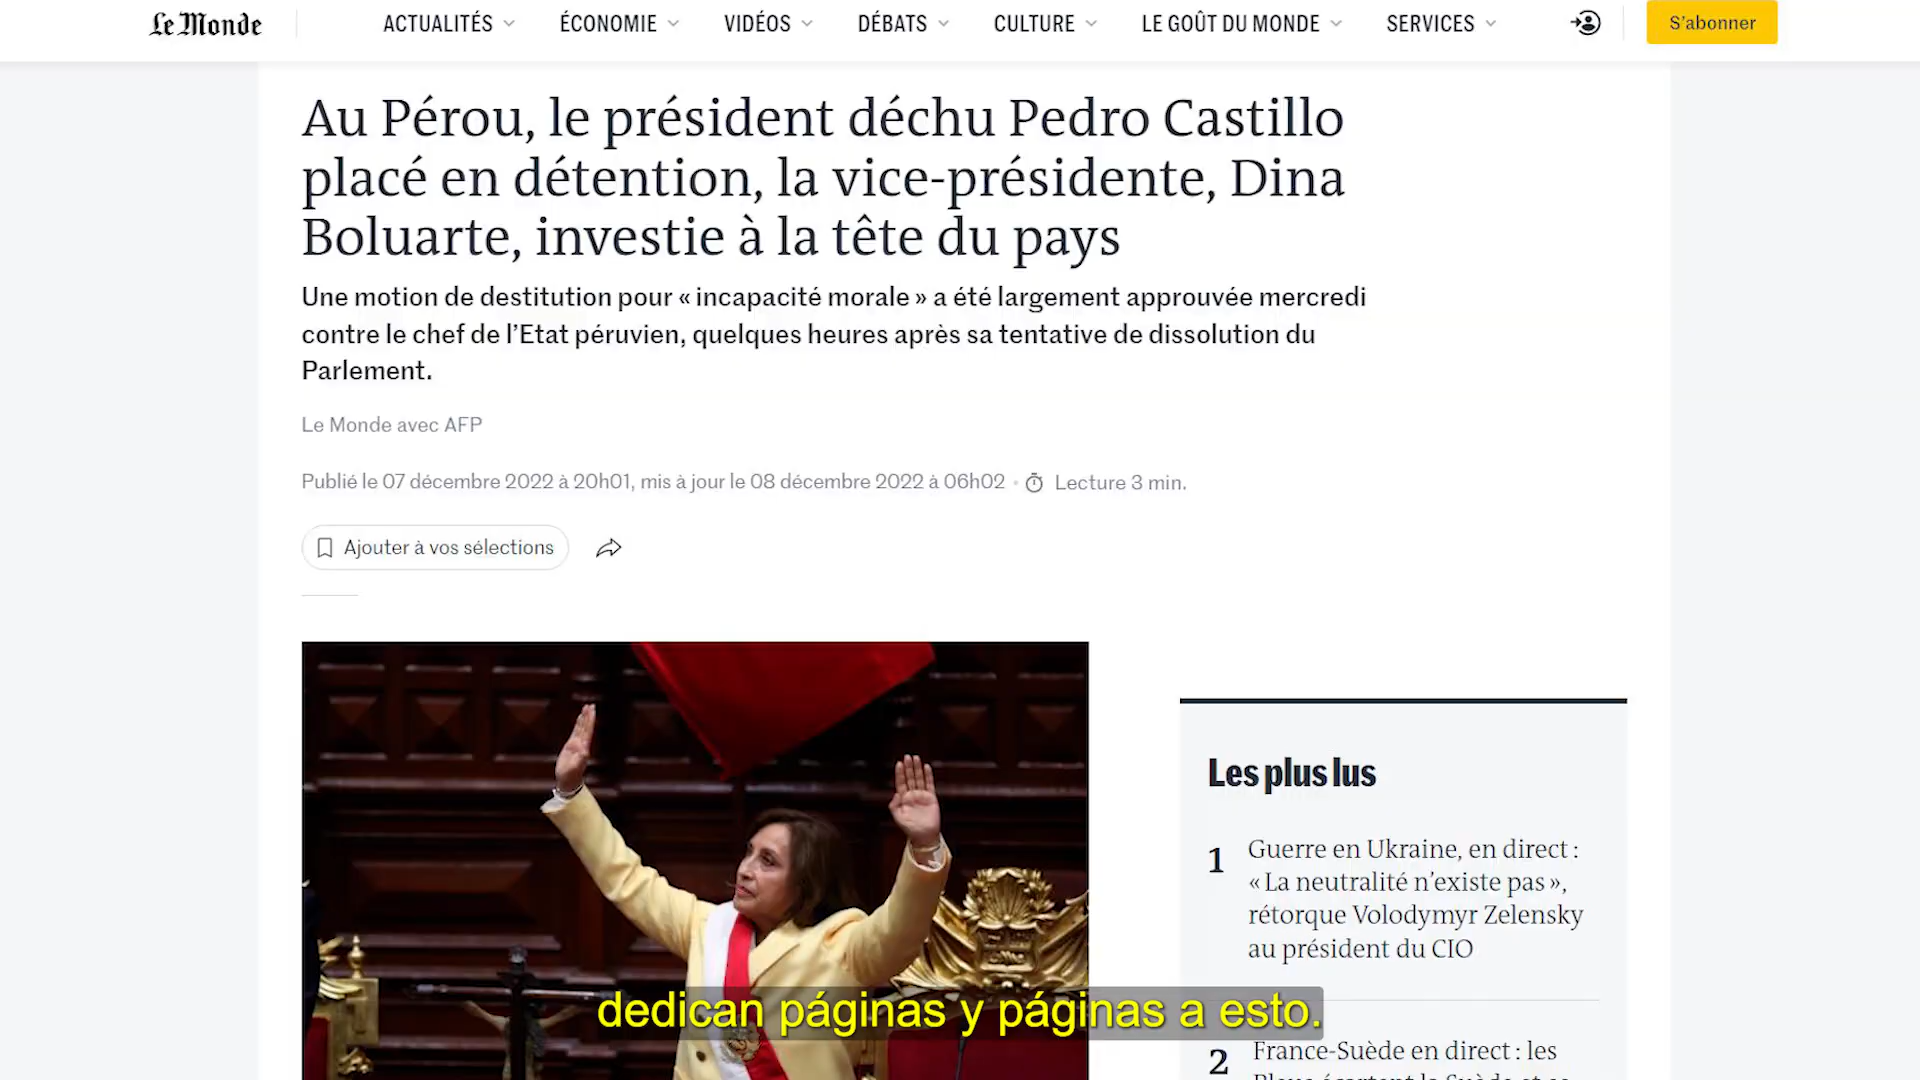 Le Monde
ACTUALITÉS
ÉCONOMIE
VIDÉOS
DÉBATS
CULTURE
LE GOÛT DU MONDE
SERVICES
S'abonner
Au Pérou, le président déchu Pedro Castillo
placé en détention, la vice-présidente, Dina
Boluarte, investie à la tête du pays
Une motion de destitution pour « incapacité morale » a été largement approuvée mercredi
contre le chef de l’Etat péruvien, quelques heures après sa tentative de dissolution du
Parlement.
Le Monde avec AFP
Publié le 07 décembre 2022 à 20h01, mis à jour le 08 décembre 2022 à 06h02 • Lecture 3 min.
Ajouter à vos sélections
Les plus lus
1
Guerre en Ukraine, en direct :
« La neutralité n’existe pas »,
rétorque Volodymyr Zelensky
au président du CIO
dedican páginas y páginas a esto.
2
France-Suède en direct : les